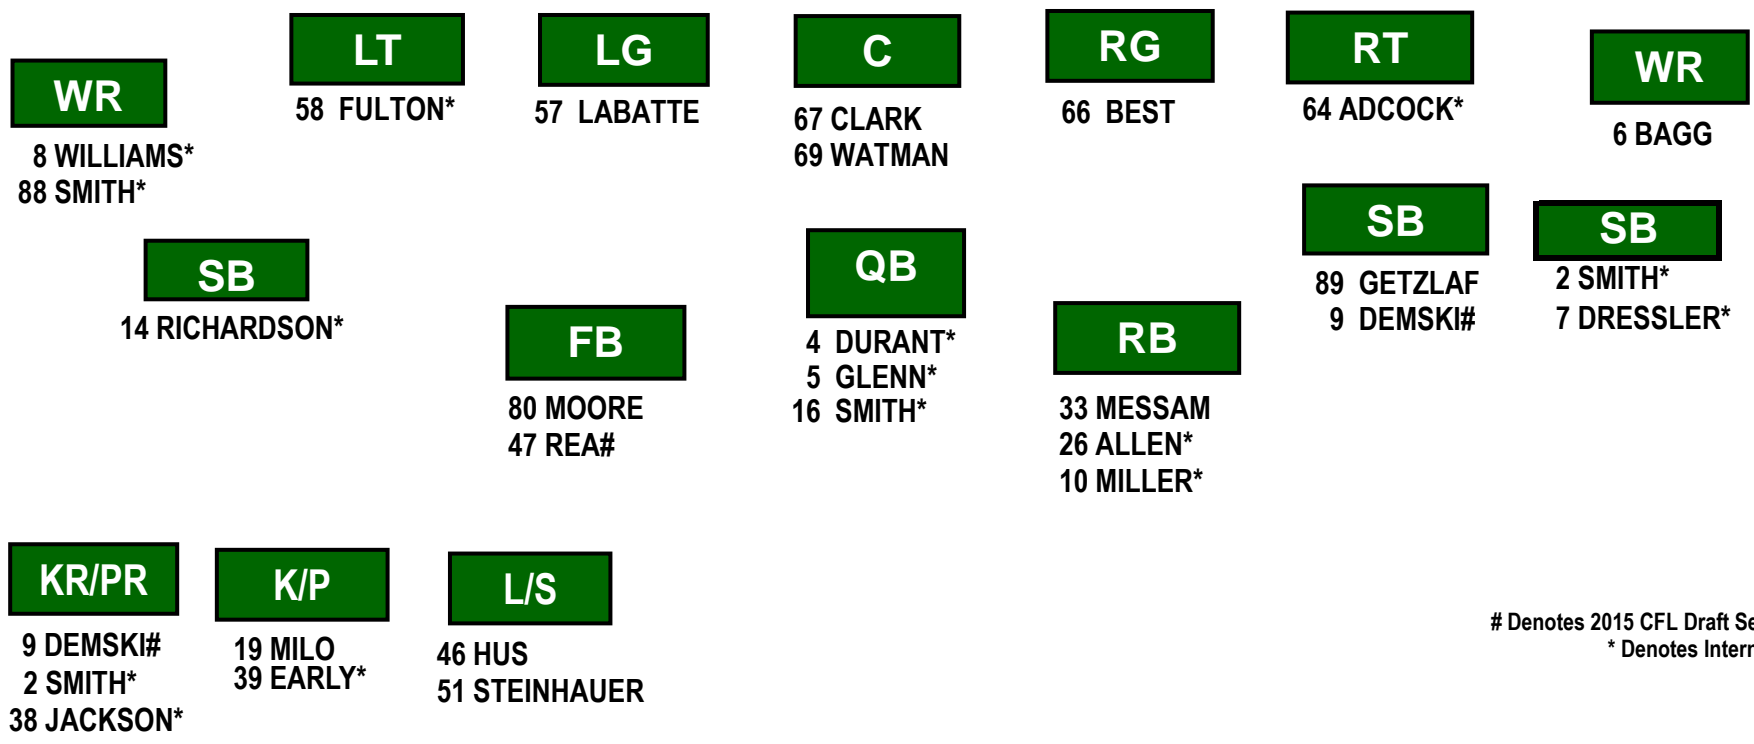 WR
8 WILLIAMS*
88 SMITH*
LT
58 FULTON*
LG
57 LABATTE
C
67 CLARK
69 WATMAN
RG
66 BEST
RT
64 ADCOCK*
WR
6 BAGG
SB
14 RICHARDSON*
FB
80 MOORE
47 REA#
QB
4 DURANT*
5 GLENN*
16 SMITH*
RB
33 MESSAM
26 ALLEN*
10 MILLER*
SB
89 GETZLAF
9 DEMSKI#
SB
2 SMITH*
7 DRESSLER*
KR/PR
9 DEMSKI#
2 SMITH*
38 JACKSON*
K/P
19 MILO
39 EARLY*
L/S
46 HUS
51 STEINHAUER
# Denotes 2015 CFL Draft
* Denotes